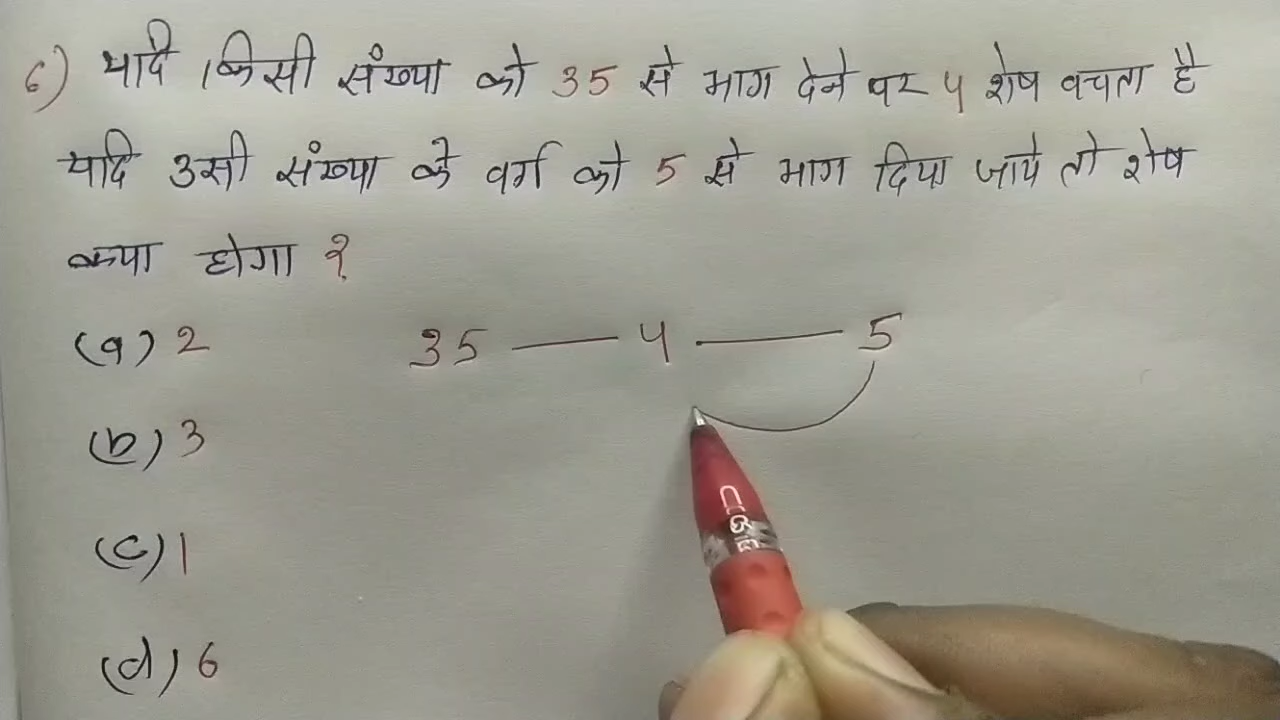 6) यदि किसी संख्या को 35 से भाग देने पर 4 शेष बचता है
यदि उसी संख्या के वर्ग को 5 से भाग दिया जाये तो शेष
क्या होगा ?
(a) 2
35 — 4 — 5
(b) 3
(c) 1
(d) 6